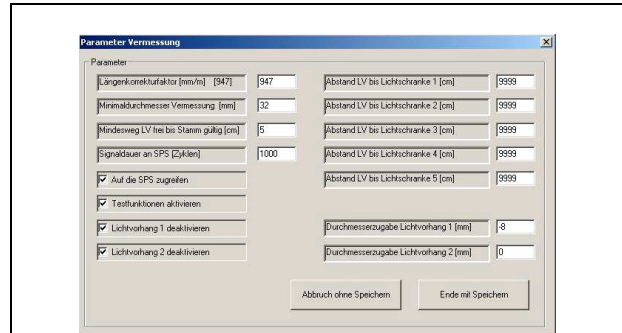 Parameter Vermessung
Parameter
Längenkorrekturfaktor [mm/m] [947] 947
Minimaldurchmesser Vermessung [mm] 32
Mindesweg LV frei bis Stamm gültig [cm] 5
Signaldauer an SPS [Zyklen] 1000
Auf die SPS zugreifen
Testfunktionen aktivieren
Lichtvorhang 1 deaktivieren
Lichtvorhang 2 deaktivieren
Abstand LV bis Lichtschranke 1 [cm] 9999
Abstand LV bis Lichtschranke 2 [cm] 9999
Abstand LV bis Lichtschranke 3 [cm] 9999
Abstand LV bis Lichtschranke 4 [cm] 9999
Abstand LV bis Lichtschranke 5 [cm] 9999
Durchmesserzugabe Lichtvorhang 1 [mm] -8
Durchmesserzugabe Lichtvorhang 2 [mm] 0
Abbruch ohne Speichern
Ende mit Speichern